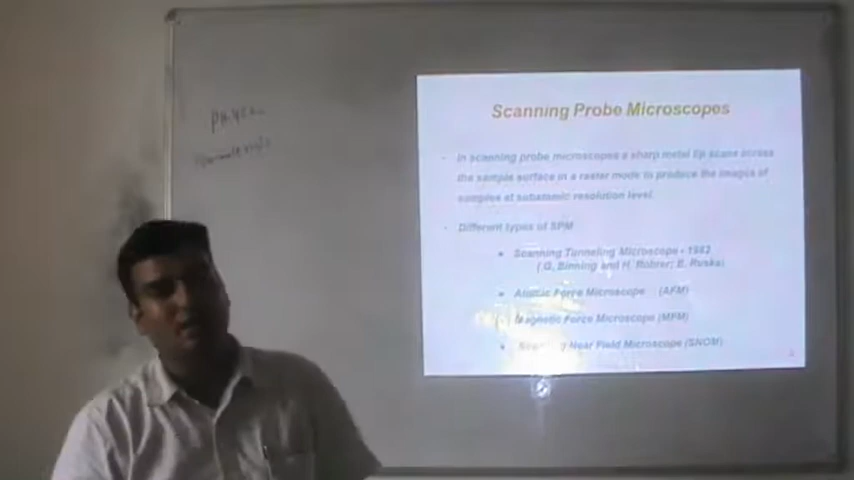 Scanning Probe Microscopes
- In scanning probe microscopes a sharp metal tip scans across
the sample surface in a raster mode to produce the images of
samples at subatomic resolution level.
- Different types of SPM
• Scanning Tunneling Microscope - 1982
( G. Binning and H. Rohrer; E. Ruska)
• Atomic Force Microscope (AFM)
• Magnetic Force Microscope (MFM)
• Near Field Microscope (SNOM)